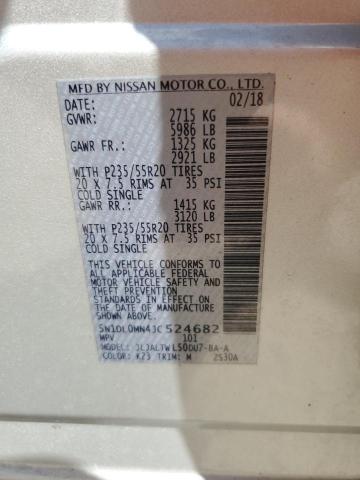 MFD BY NISSAN MOTOR CO., LTD.
DATE: 02/18
GVWR: 2715 KG
5986 LB
GAWR FR.: 1325 KG
2921 LB
WITH P235/55R20 TIRES
20 X 7.5 RIMS AT 35 PSI
COLD SINGLE
GAWR RR.: 1415 KG
3120 LB
WITH P235/55R20 TIRES
20 X 7.5 RIMS AT 35 PSI
COLD SINGLE
THIS VEHICLE CONFORMS TO
ALL APPLICABLE FEDERAL
MOTOR VEHICLE SAFETY
STANDARDS IN EFFECT ON
THE DATE OF MANUFACTURE
SHOWN ABOVE.
5N1DL0MN4JC524682
MPV 101
MODEL: JLJALTWL50DU7-BA-A
COLOR: K23 TRIM: M 2S30A